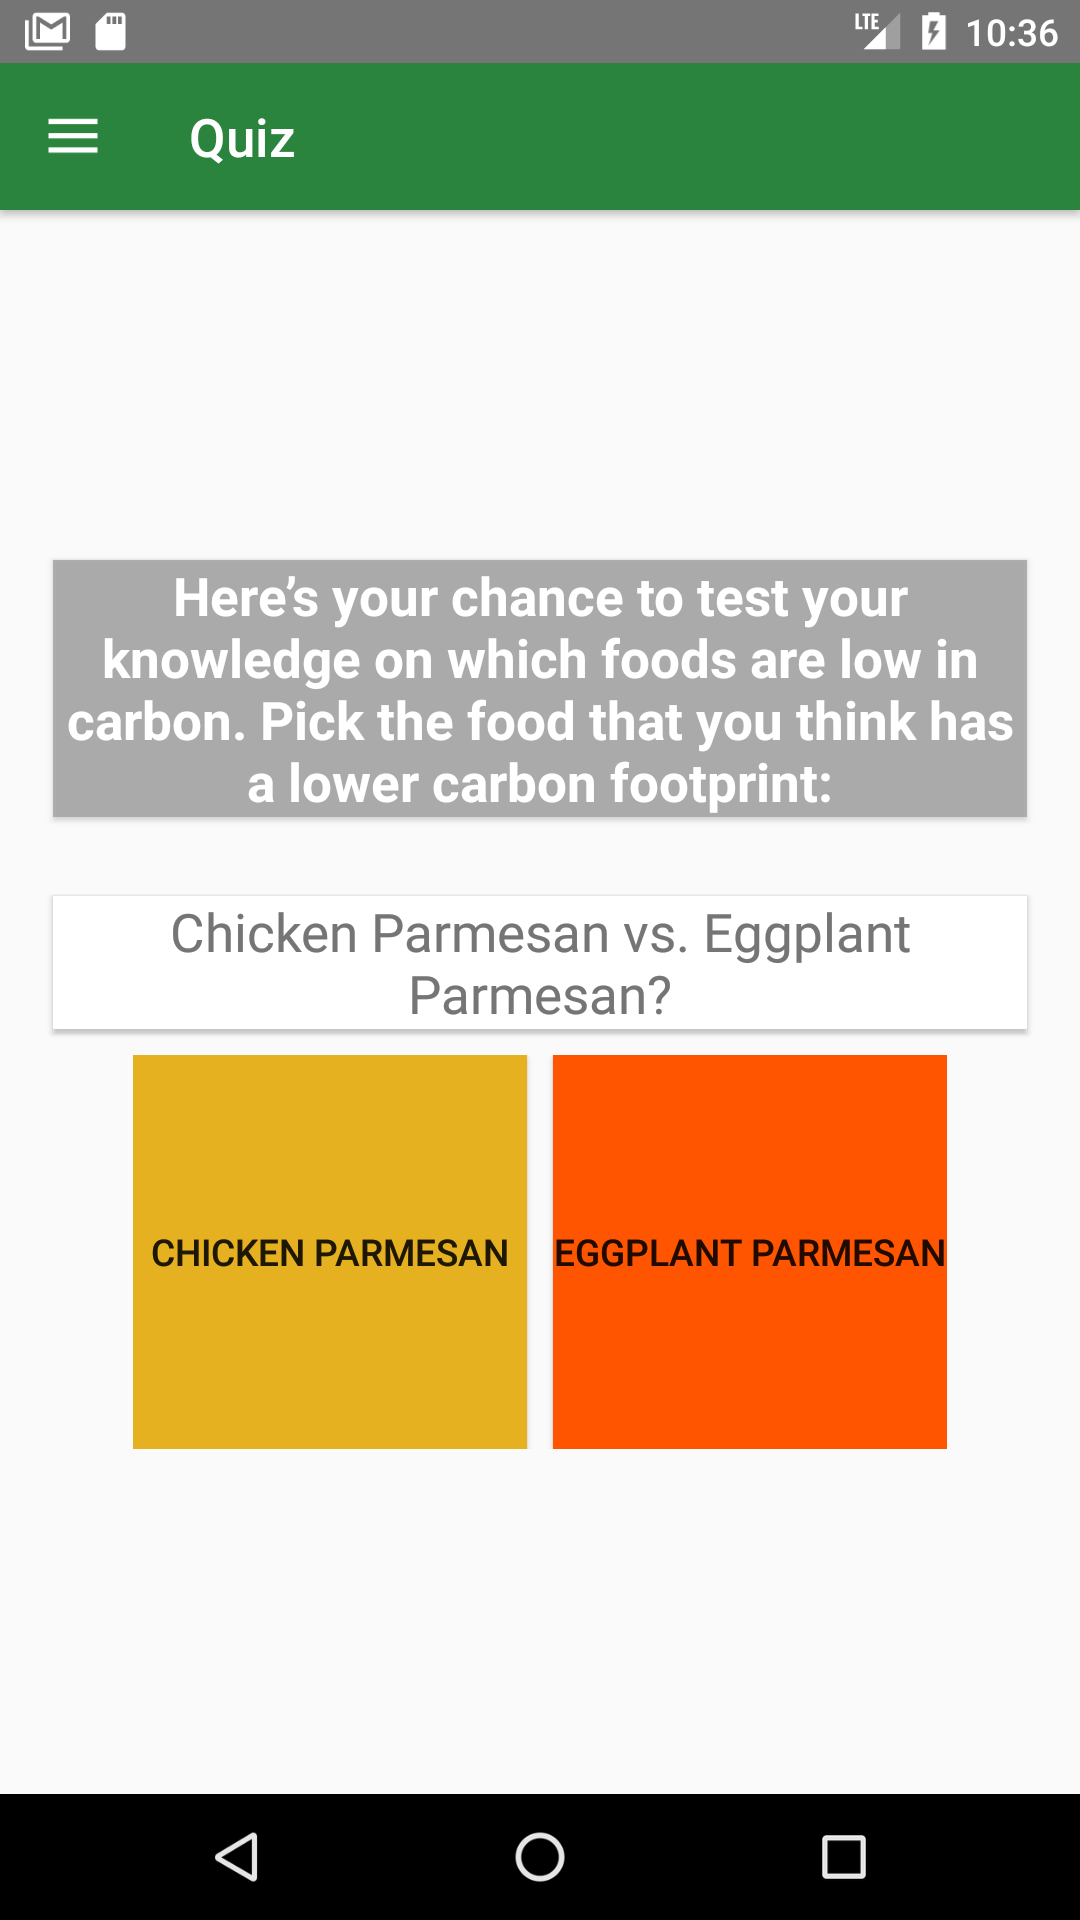 LTE 10:36
Quiz
Here’s your chance to test your
knowledge on which foods are low in
carbon. Pick the food that you think has
a lower carbon footprint:
Chicken Parmesan vs. Eggplant
Parmesan?
CHICKEN PARMESAN
EGGPLANT PARMESAN